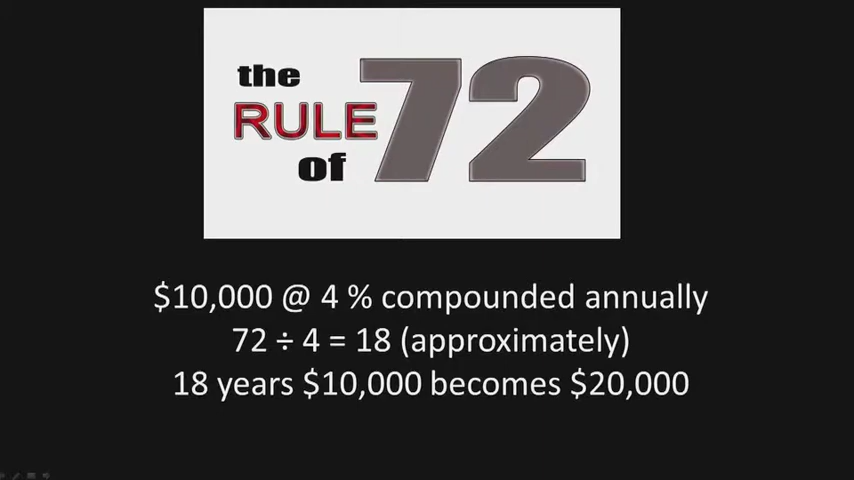 the
RULE
of
72
$10,000 @ 4 % compounded annually
72 ÷ 4 = 18 (approximately)
18 years $10,000 becomes $20,000